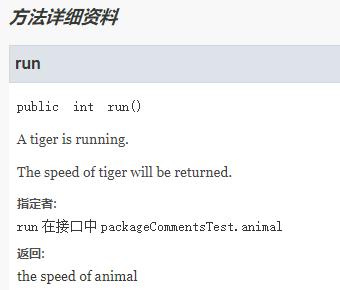 方法详细资料
run
public int run()
A tiger is running.
The speed of tiger will be returned.
指定者:
run 在接口中 packageCommentsTest.animal
返回:
the speed of animal